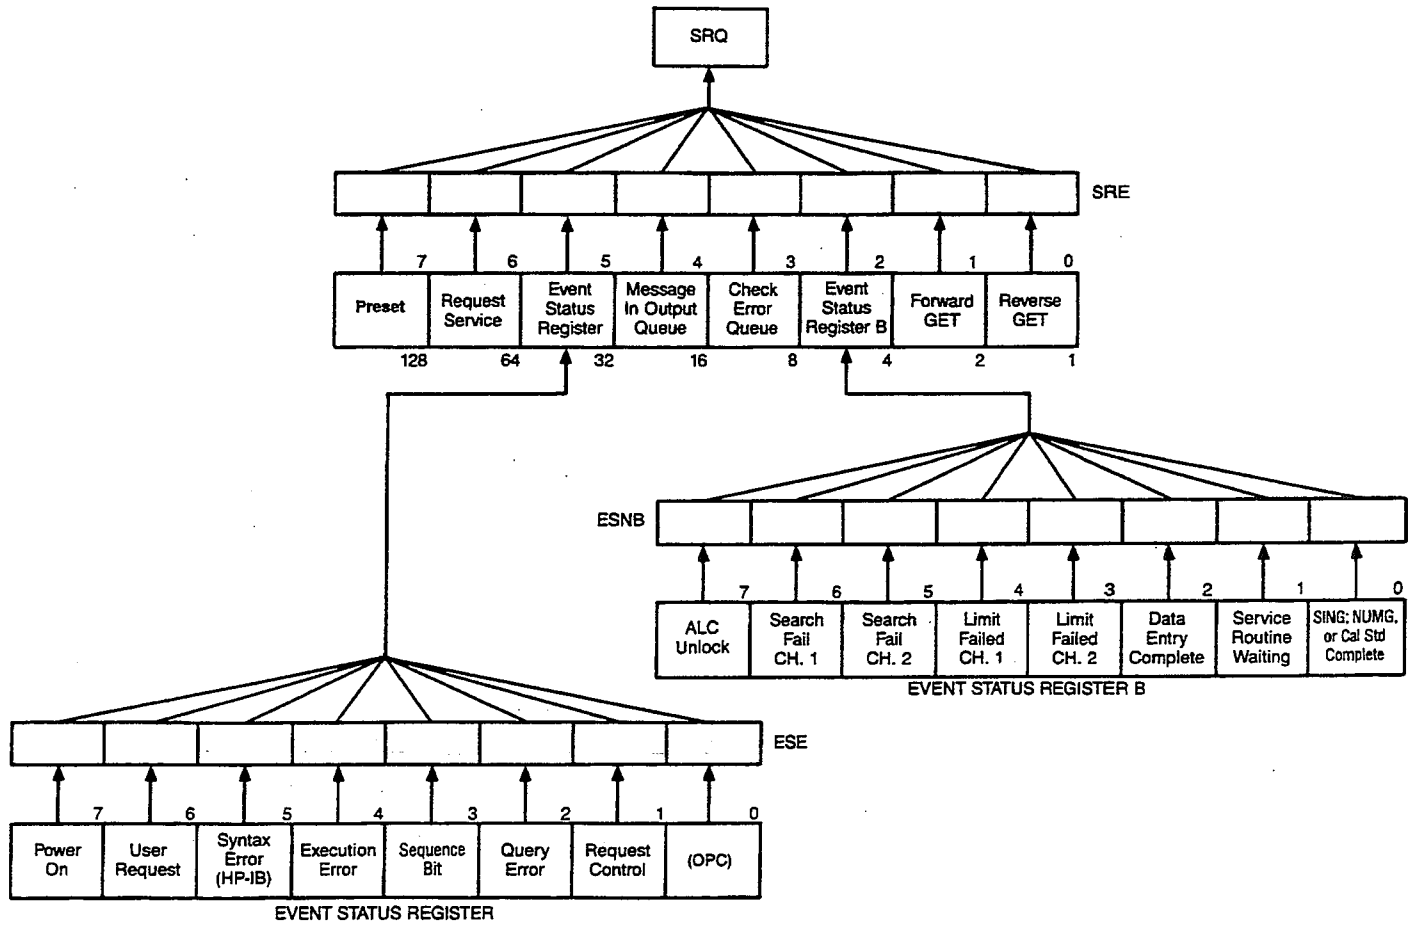 SRQ
SRE
7 6 5 4 3 2 1 0
Preset
Request
Service
Event
Status
Register
Message
In Output
Queue
Check
Error
Queue
Event
Status
Register B
Forward
GET
Reverse
GET
128 64 32 16 8 4 2 1
ESNB
7 6 5 4 3 2 1 0
ALC
Unlock
Search
Fail
CH. 1
Search
Fail
CH. 2
Limit
Failed
CH. 1
Limit
Failed
CH. 2
Data
Entry
Complete
Service
Routine
Waiting
SING; NUMG,
or Cal Std
Complete
EVENT STATUS REGISTER B
ESE
7 6 5 4 3 2 1 0
Power
On
User
Request
Syntax
Error
(HP-IB)
Execution
Error
Sequence
Bit
Query
Error
Request
Control
(OPC)
EVENT STATUS REGISTER